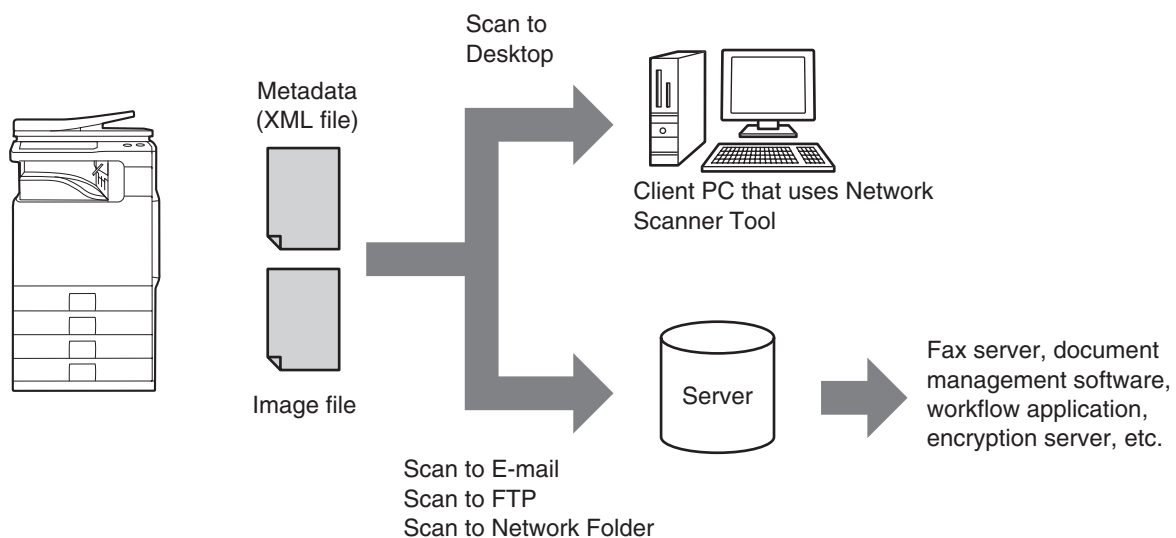 Scan to
Desktop
Metadata
(XML file)
Client PC that uses Network
Scanner Tool
Image file
Server
Fax server, document
management software,
workflow application,
encryption server, etc.
Scan to E-mail
Scan to FTP
Scan to Network Folder